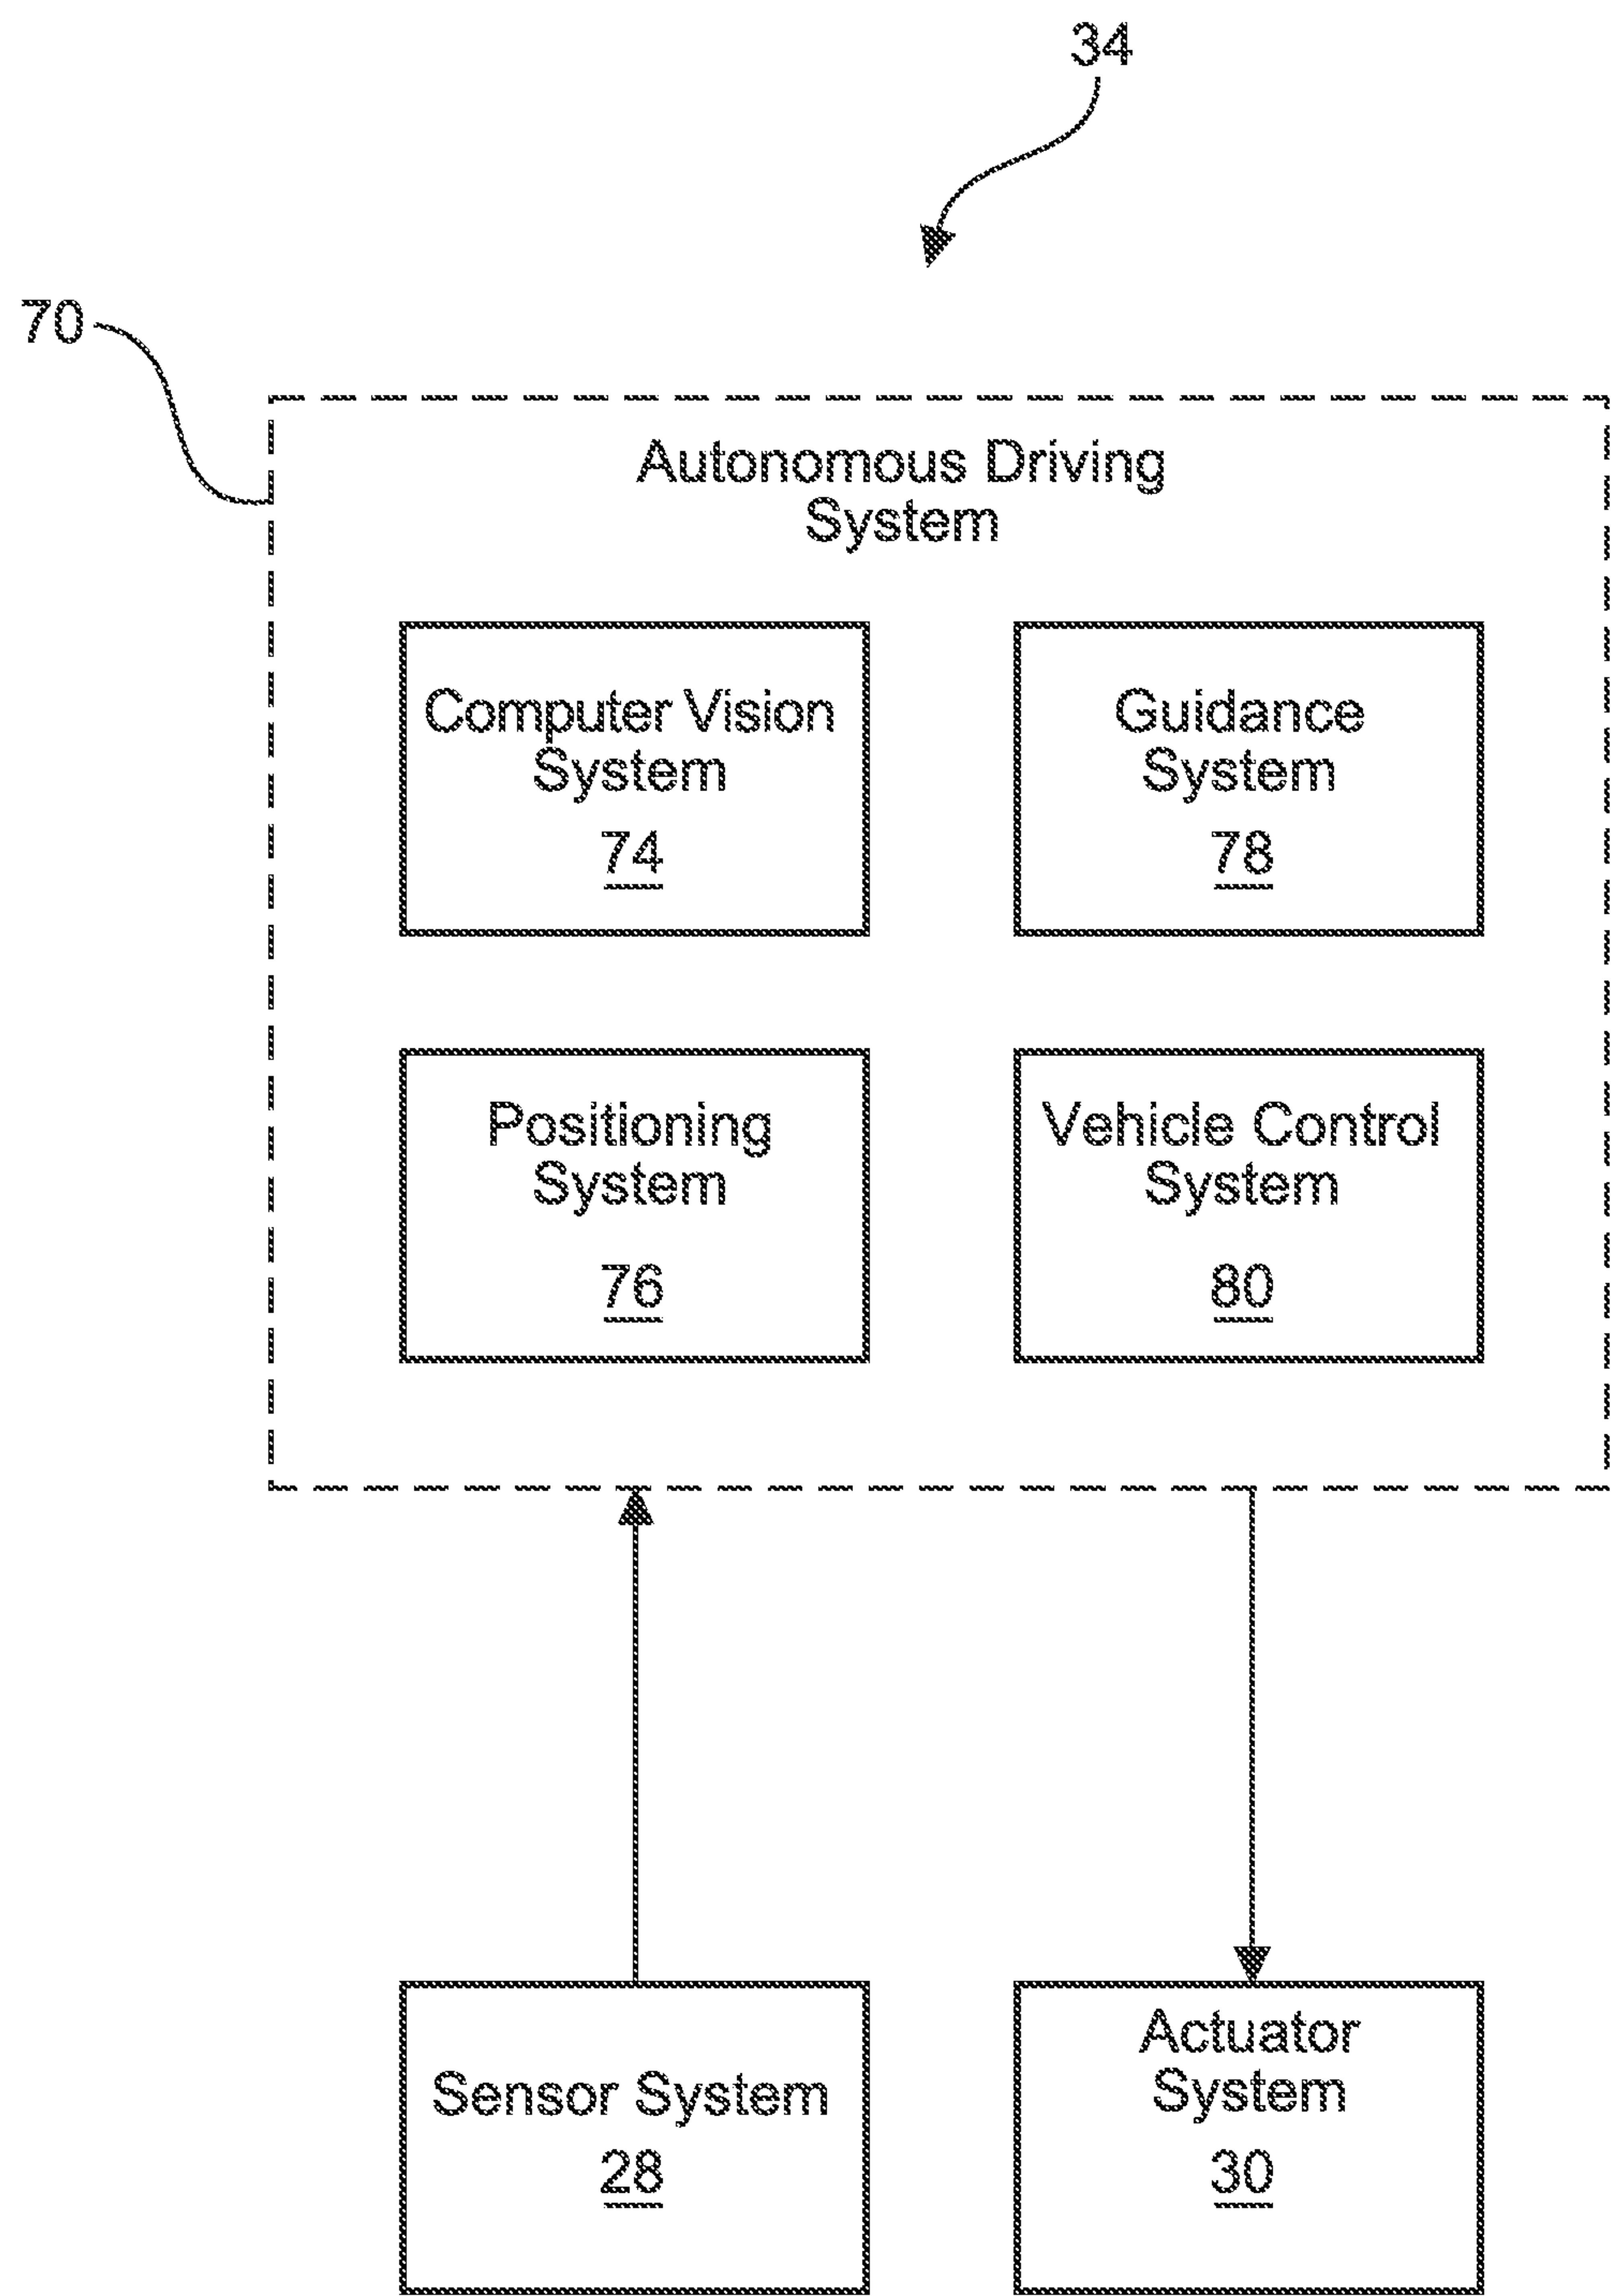 34
70
Autonomous Driving
System
Computer Vision
System
74
Guidance
System
78
Positioning
System
76
Vehicle Control
System
80
Sensor System
28
Actuator
System
30